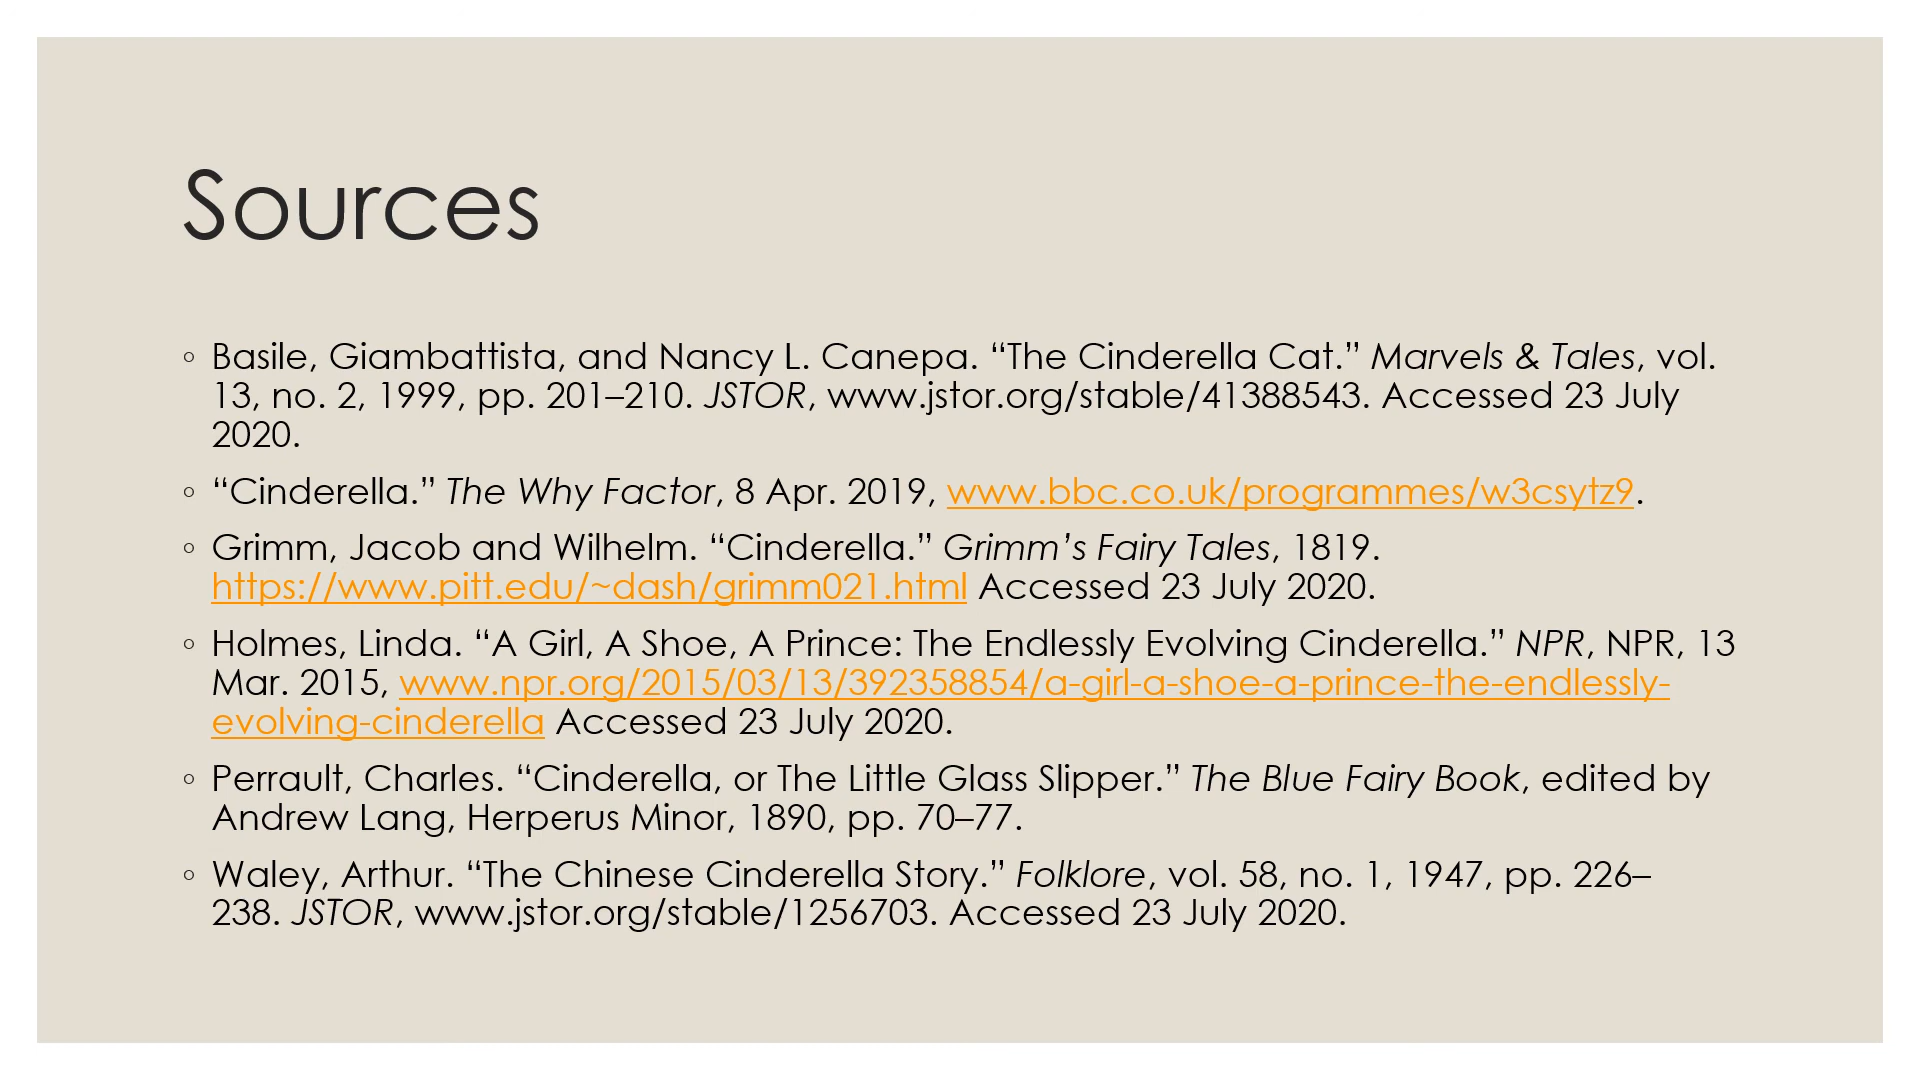 Sources
◦ Basile, Giambattista, and Nancy L. Canepa. “The Cinderella Cat.” Marvels & Tales, vol.
13, no. 2, 1999, pp. 201–210. JSTOR, www.jstor.org/stable/41388543. Accessed 23 July
2020.
◦ “Cinderella.” The Why Factor, 8 Apr. 2019, www.bbc.co.uk/programmes/w3csytz9.
◦ Grimm, Jacob and Wilhelm. “Cinderella.” Grimm’s Fairy Tales, 1819.
https://www.pitt.edu/~dash/grimm021.html Accessed 23 July 2020.
◦ Holmes, Linda. “A Girl, A Shoe, A Prince: The Endlessly Evolving Cinderella.” NPR, NPR, 13
Mar. 2015, www.npr.org/2015/03/13/392358854/a-girl-a-shoe-a-prince-the-endlessly-
evolving-cinderella Accessed 23 July 2020.
◦ Perrault, Charles. “Cinderella, or The Little Glass Slipper.” The Blue Fairy Book, edited by
Andrew Lang, Herperus Minor, 1890, pp. 70–77.
◦ Waley, Arthur. “The Chinese Cinderella Story.” Folklore, vol. 58, no. 1, 1947, pp. 226–
238. JSTOR, www.jstor.org/stable/1256703. Accessed 23 July 2020.